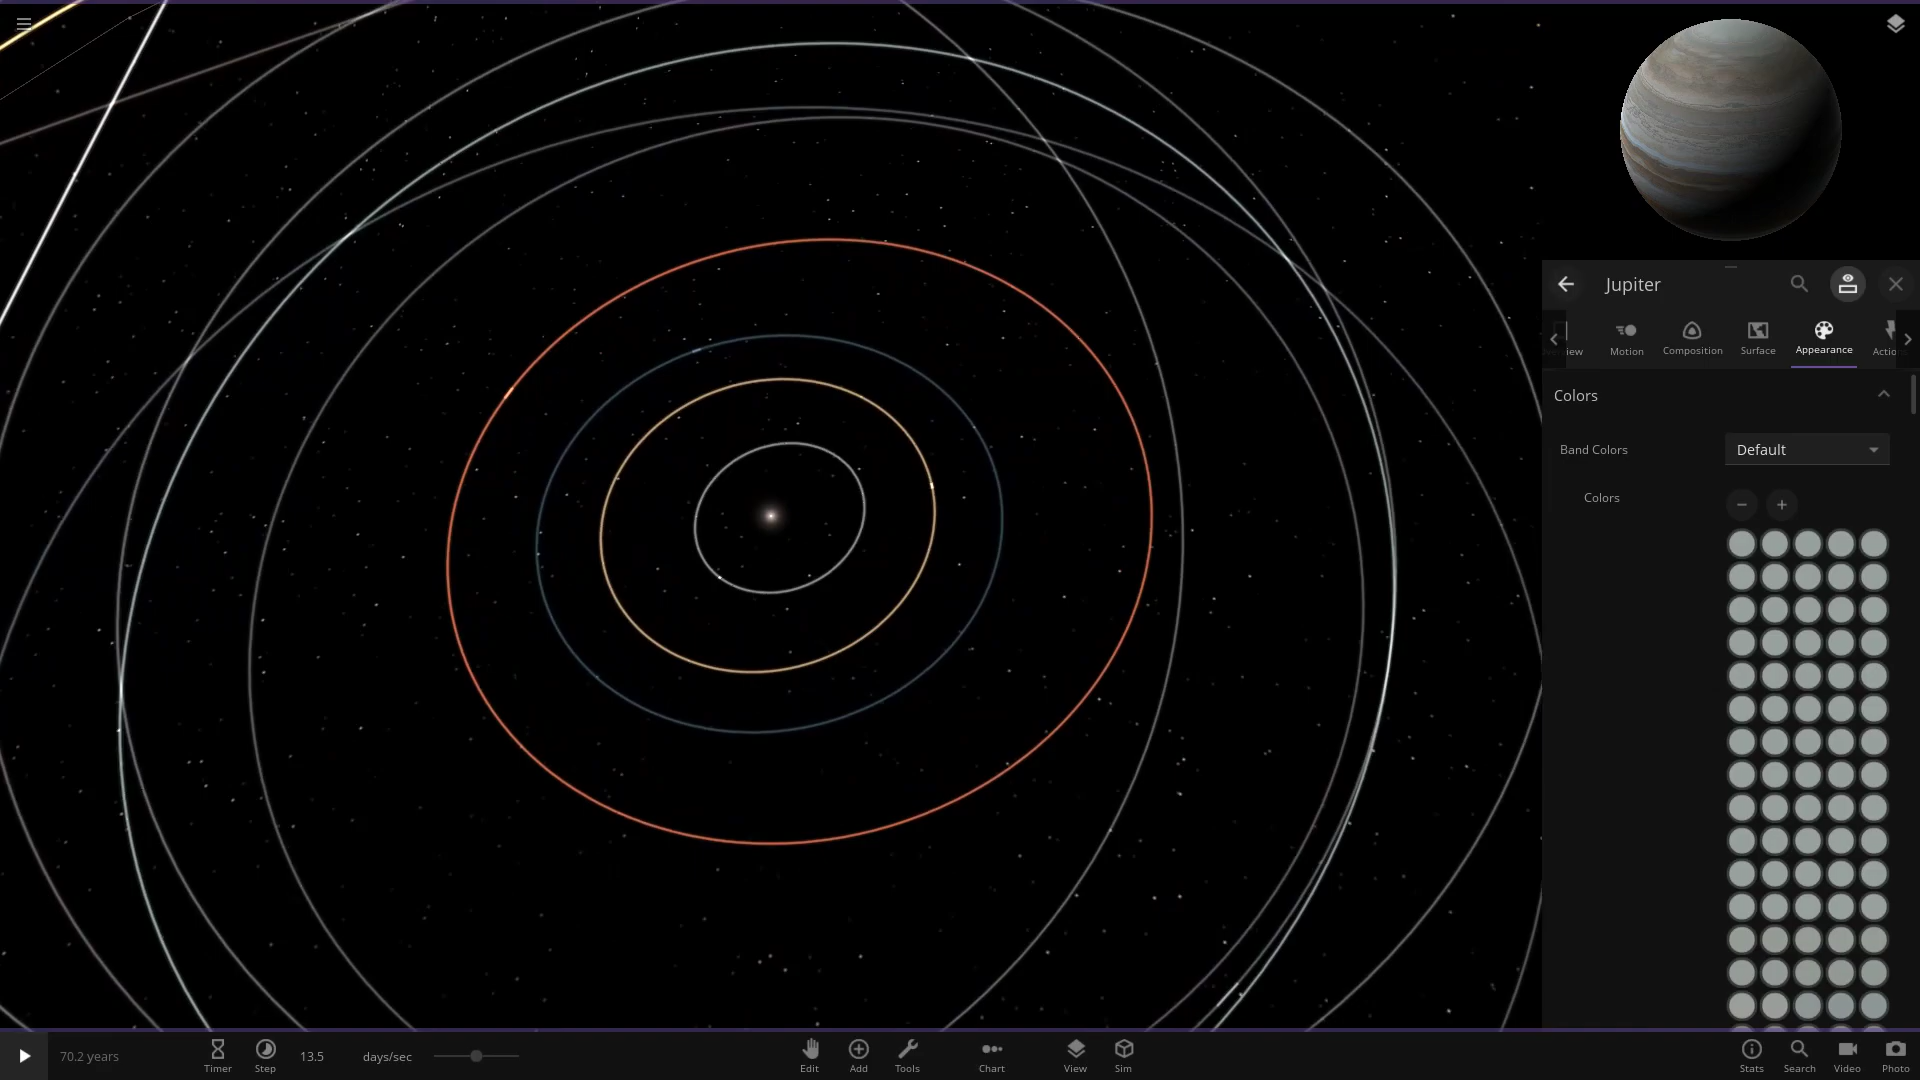 Jupiter
Motion
Composition
Surface
Appearance
Colors
Band Colors
Default
Colors
70.2 years
Timer
Step
13.5
days/sec
Edit
Add
Tools
Chart
View
Sim
Stats
Search
Video
Photo